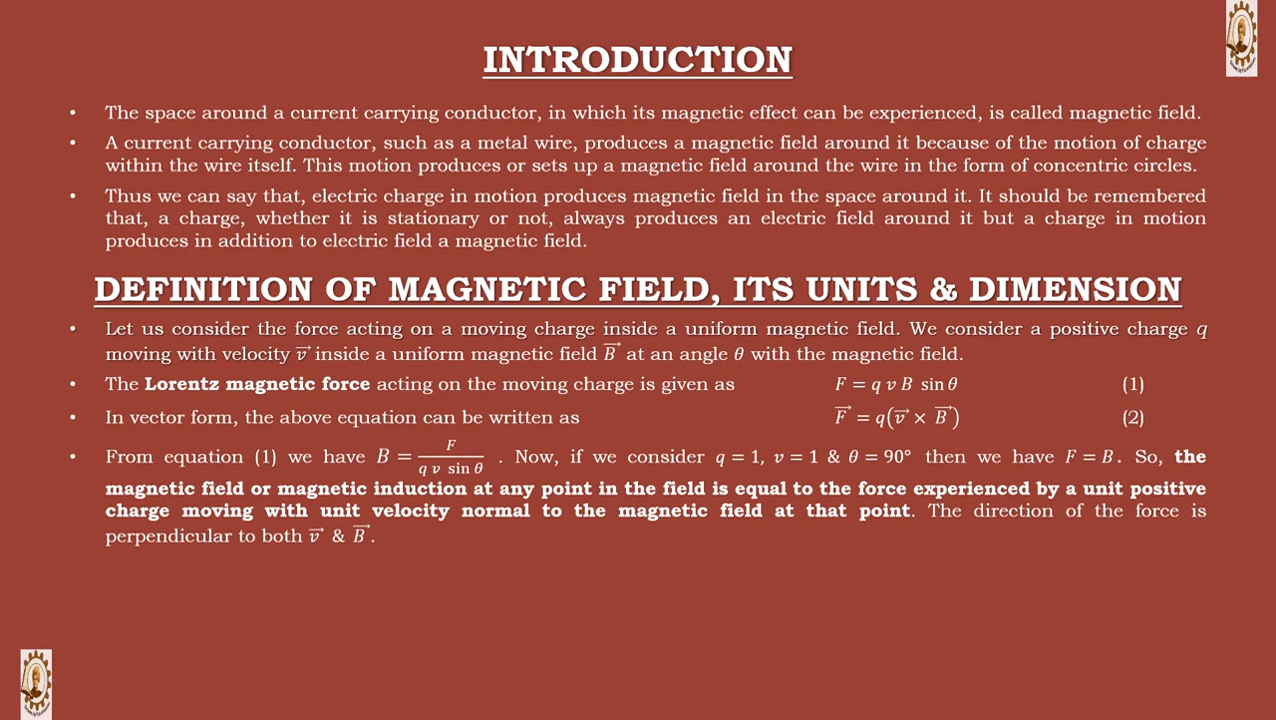 INTRODUCTION
• The space around a current carrying conductor, in which its magnetic effect can be experienced, is called magnetic field.
• A current carrying conductor, such as a metal wire, produces a magnetic field around it because of the motion of charge
within the wire itself. This motion produces or sets up a magnetic field around the wire in the form of concentric circles.
• Thus we can say that, electric charge in motion produces magnetic field in the space around it. It should be remembered
that, a charge, whether it is stationary or not, always produces an electric field around it but a charge in motion
produces in addition to electric field a magnetic field.
DEFINITION OF MAGNETIC FIELD, ITS UNITS & DIMENSION
• Let us consider the force acting on a moving charge inside a uniform magnetic field. We consider a positive charge q
moving with velocity v⃗ inside a uniform magnetic field B⃗ at an angle θ with the magnetic field.
• The Lorentz magnetic force acting on the moving charge is given as F = q v B sin θ (1)
• In vector form, the above equation can be written as F⃗ = q(v⃗ × B⃗) (2)
• From equation (1) we have B = F / (q v sin θ) . Now, if we consider q = 1, v = 1 & θ = 90° then we have F = B. So, the
magnetic field or magnetic induction at any point in the field is equal to the force experienced by a unit positive
charge moving with unit velocity normal to the magnetic field at that point. The direction of the force is
perpendicular to both v⃗ & B⃗.